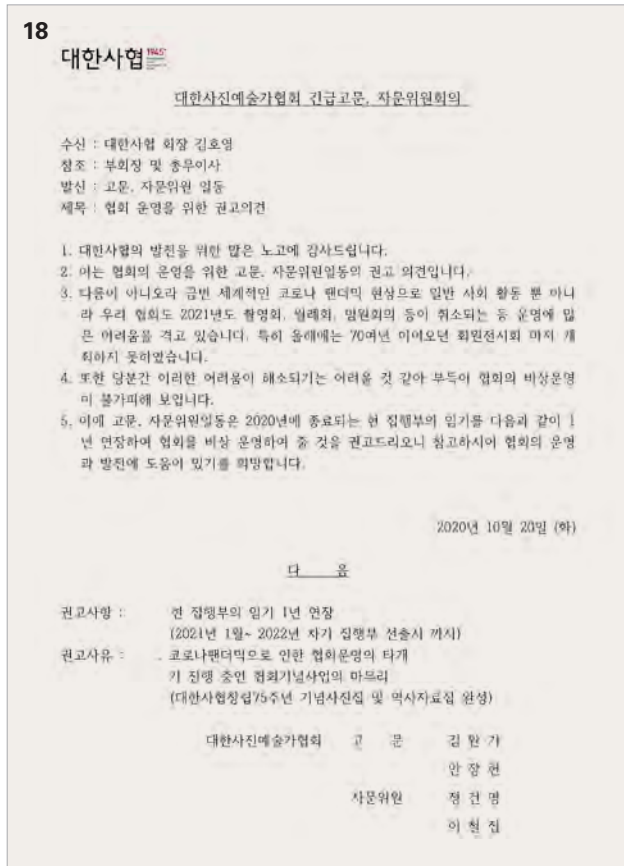 18
대한사협 1945
대한사진예술가협회 긴급고문, 자문위원회의
수신 : 대한사협 회장 김호영
참조 : 부회장 및 총무이사
발신 : 고문, 자문위원 일동
제목 : 협회 운영을 위한 권고의견
1. 대한사협의 발전을 위한 많은 노고에 감사드립니다.
2. 이는 협회의 운영을 위한 고문, 자문위원일동의 권고 의견입니다.
3. 다름이 아니오라 금번 세계적인 코로나 팬더믹 현상으로 일반 사회 활동 뿐 아니
라 우리 협회도 2021년도 촬영회, 월례회, 임원회의 등이 취소되는 등 운영에 많
은 어려움을 격고 있습니다. 특히 올해에는 70여년 이어오던 회원전시회 마저 개
최하지 못하였습니다.
4. 또한 당분간 이러한 어려움이 해소되기는 어려울 것 같아 부득이 협회의 비상운영
이 불가피해 보입니다.
5. 이에 고문, 자문위원일동은 2020년에 종료되는 현 집행부의 임기를 다음과 같이 1
년 연장하여 협회를 비상 운영하여 줄 것을 권고드리오니 참고하시어 협회의 운영
과 발전에 도움이 있기를 희망합니다.
2020년 10월 20일 (화)
다 음
권고사항 : 현 집행부의 임기 1년 연장
(2021년 1월~ 2022년 차기 집행부 선출시 까지)
권고사유 : . 코로나팬더믹으로 인한 협회운영의 타개
기 진행 중인 협회기념사업의 마무리
(대한사협창립75주년 기념사진집 및 역사자료집 완성)
대한사진예술가협회 고 문 김완기
안장헌
자문위원 정건영
이철집